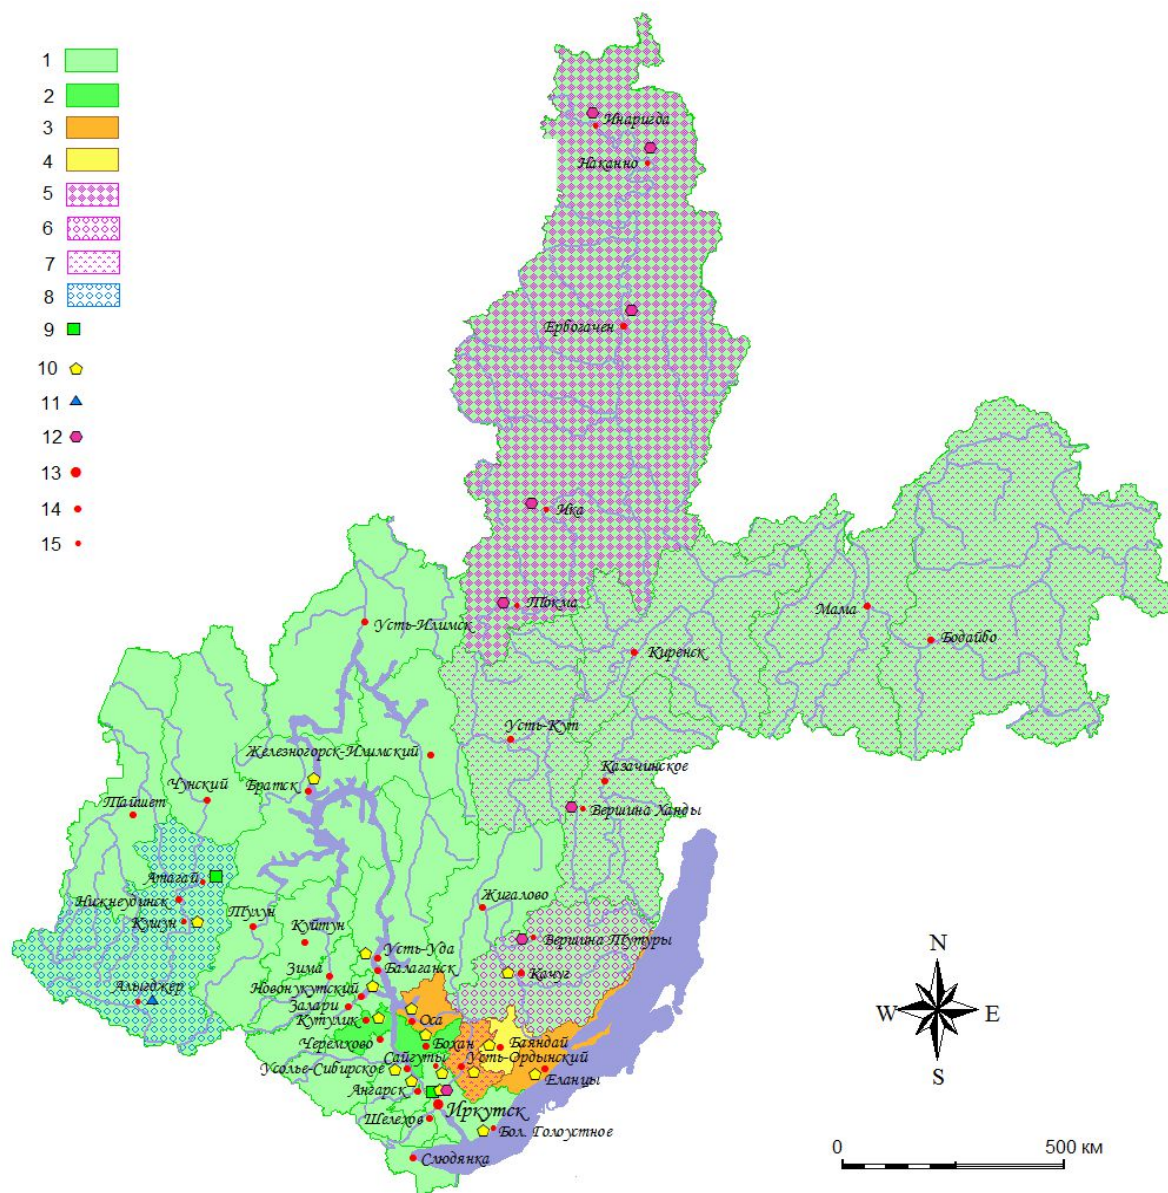 1
2
3
4
5
6
7
8
9
10
11
12
13
14
15
Инаригда
Наканно
Ербогачен
Ика
Токма
Усть-Илимск
Мама
Бодайбо
Киренск
Усть-Кут
Железногорск-Илимский
Казачинское
Братск
Чунский
Тайшет
Вершина Ханды
Атагай
Нижнеудинск
Жигалово
Кушун
Тулун
Куйтун
Вершина Тутуры
Усть-Уда
Балаганск
Зима
Качуг
Новонукутский
Алыгджер
Залари
Кутулик
Оса
Черемхово
Бохан
Баяндай
Сайгуты
Усть-Ордынский
Усолье-Сибирское
Еланцы
Ангарск
Иркутск
Шелехов
Бол. Голоустное
Слюдянка
N
W
E
S
0
500 км